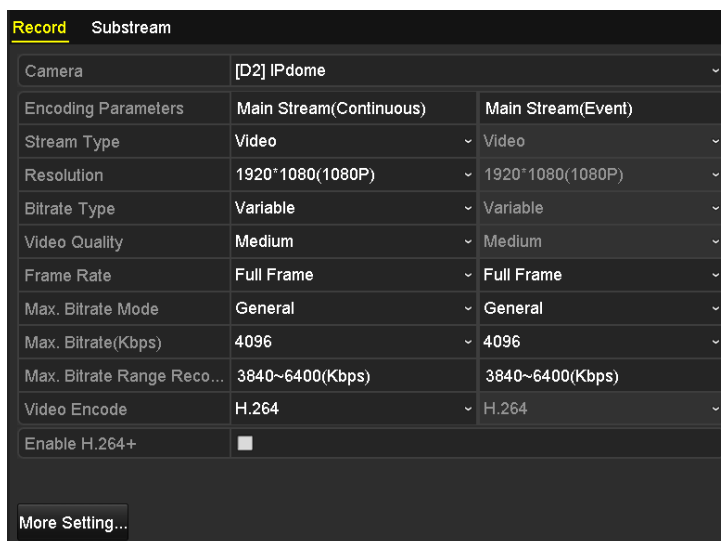 Record Substream
Camera [D2] IPdome
Encoding Parameters Main Stream(Continuous) Main Stream(Event)
Stream Type Video Video
Resolution 1920*1080(1080P) 1920*1080(1080P)
Bitrate Type Variable Variable
Video Quality Medium Medium
Frame Rate Full Frame Full Frame
Max. Bitrate Mode General General
Max. Bitrate(Kbps) 4096 4096
Max. Bitrate Range Reco... 3840~6400(Kbps) 3840~6400(Kbps)
Video Encode H.264 H.264
Enable H.264+
More Setting...